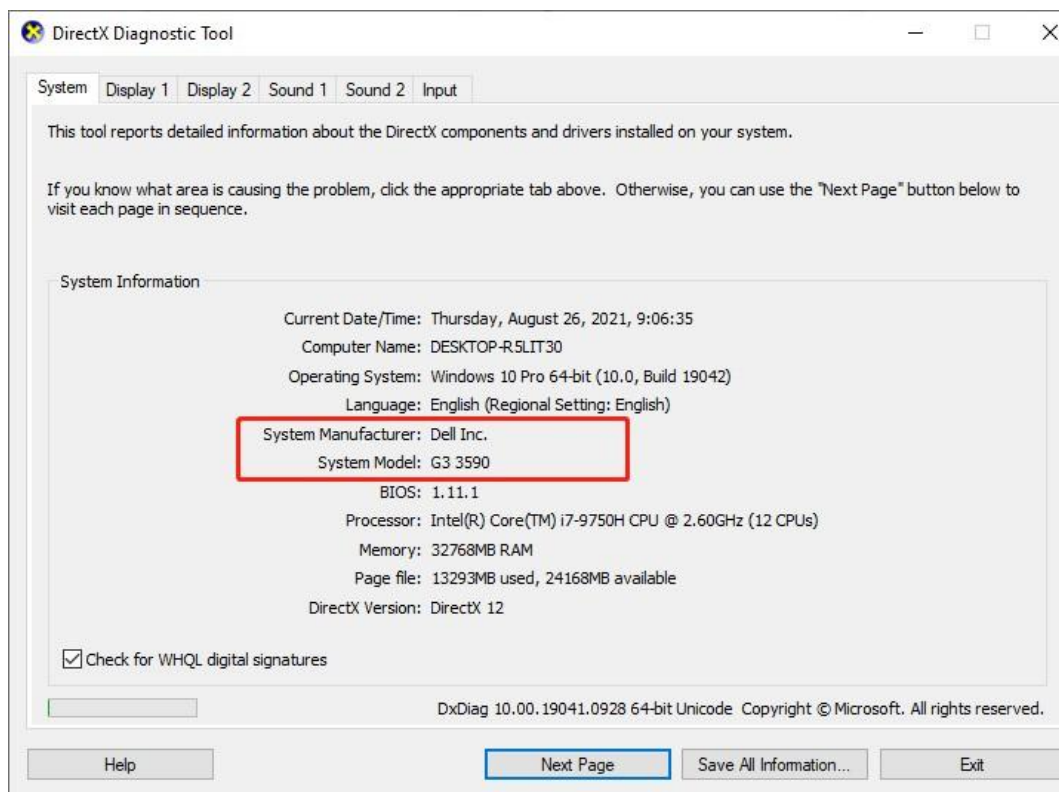 DirectX Diagnostic Tool
System Display 1 Display 2 Sound 1 Sound 2 Input
This tool reports detailed information about the DirectX components and drivers installed on your system.
If you know what area is causing the problem, click the appropriate tab above. Otherwise, you can use the "Next Page" button below to
visit each page in sequence.
System Information
Current Date/Time: Thursday, August 26, 2021, 9:06:35
Computer Name: DESKTOP-R5LIT30
Operating System: Windows 10 Pro 64-bit (10.0, Build 19042)
Language: English (Regional Setting: English)
System Manufacturer: Dell Inc.
System Model: G3 3590
BIOS: 1.11.1
Processor: Intel(R) Core(TM) i7-9750H CPU @ 2.60GHz (12 CPUs)
Memory: 32768MB RAM
Page file: 13293MB used, 24168MB available
DirectX Version: DirectX 12
Check for WHQL digital signatures
DxDiag 10.00.19041.0928 64-bit Unicode Copyright © Microsoft. All rights reserved.
Help Next Page Save All Information... Exit